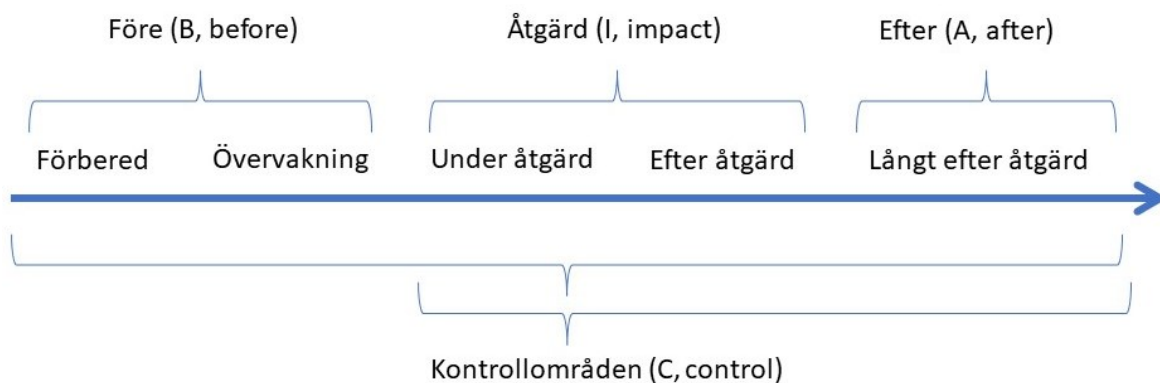 Före (B, before) Åtgärd (I, impact) Efter (A, after)
Förbered Övervakning Under åtgärd Efter åtgärd Långt efter åtgärd
Kontrollområden (C, control)